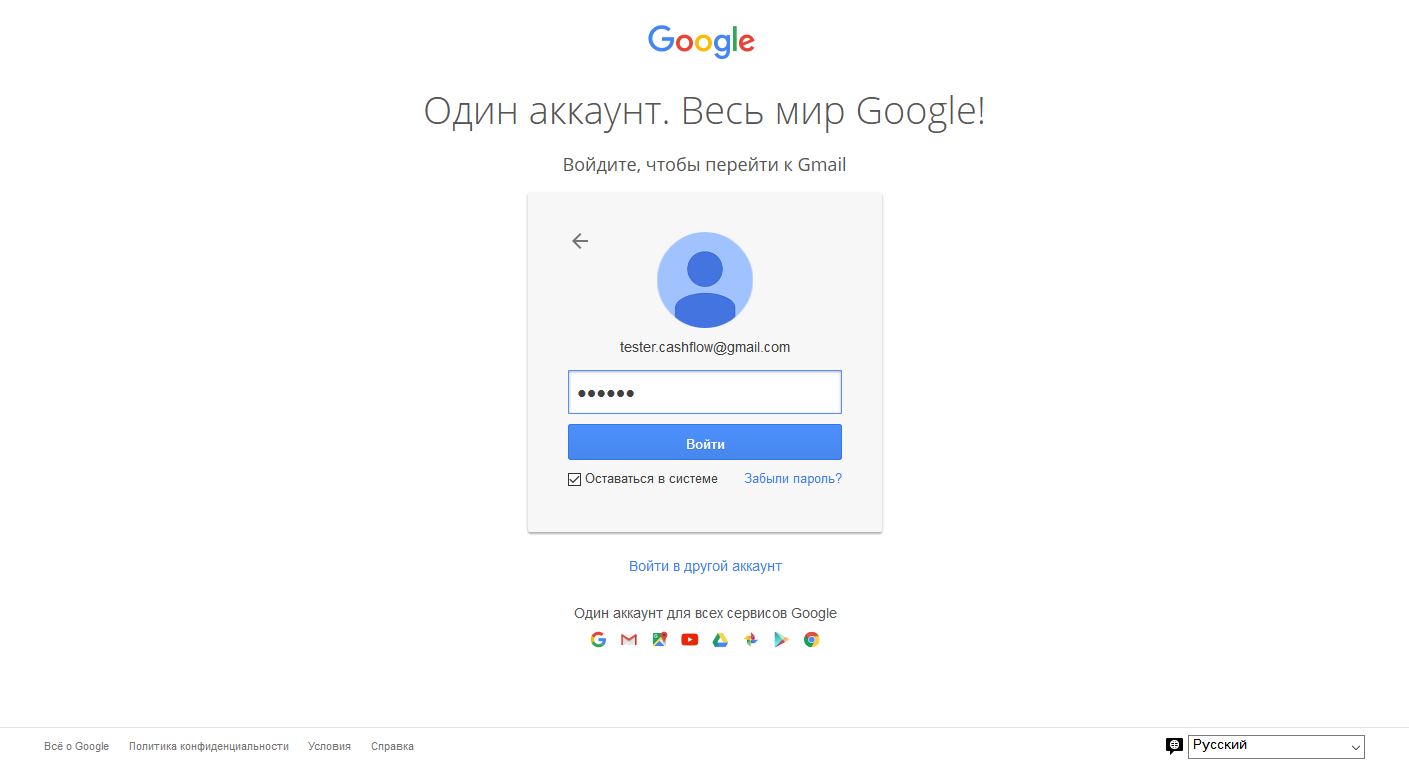 Google
Один аккаунт. Весь мир Google!
Войдите, чтобы перейти к Gmail
tester.cashflow@gmail.com
••••••
Войти
Оставаться в системе Забыли пароль?
Войти в другой аккаунт
Один аккаунт для всех сервисов Google
Всё о Google Политика конфиденциальности Условия Справка Русский